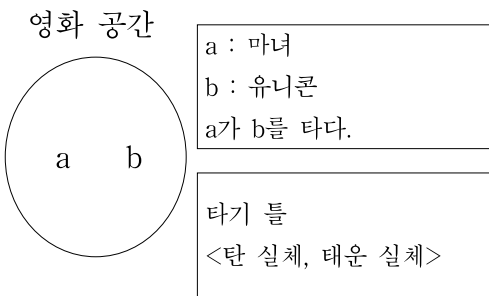 영화 공간
a b
a : 마녀
b : 유니콘
a가 b를 타다.
타기 틀
<탄 실체, 태운 실체>